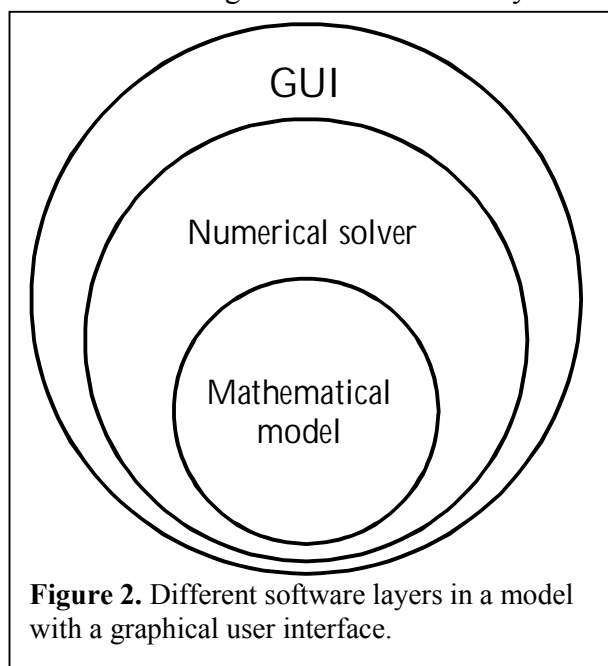 GUI
Numerical solver
Mathematical
model
Figure 2. Different software layers in a model
with a graphical user interface.